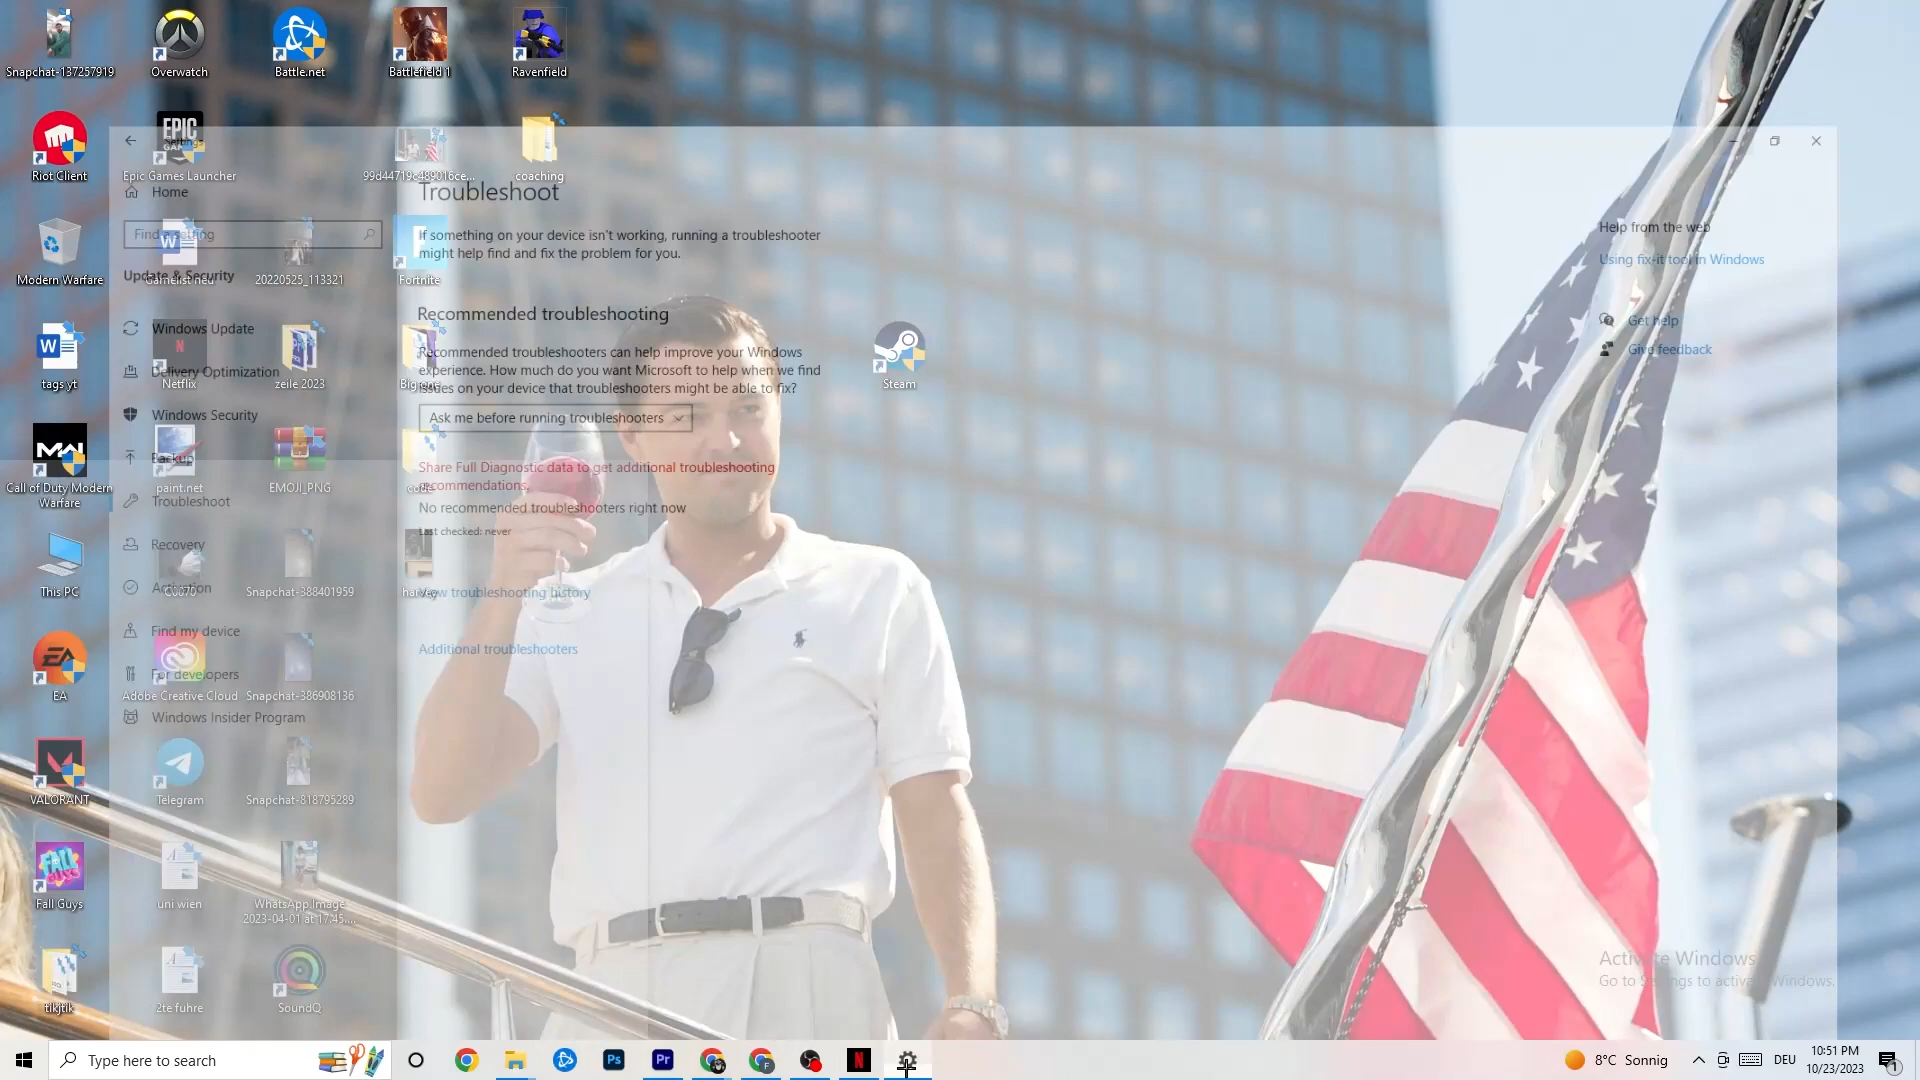 Snapchat-137257919
Overwatch
Battle.net
Battlefield 1
Ravenfield
Riot Client
EPIC
Epic Games Launcher
coaching
Modern Warfare
Gamelist neu
20220525_113321
Fortnite
tags yt
Netflix
zeile 2023
Steam
Call of Duty Modern
Warfare
paint.net
EMOJI_PNG
This PC
Snapchat-388401959
EA
Adobe Creative Cloud
Snapchat-386908136
VALORANT
Telegram
Snapchat-818795289
Fall Guys
uni wien
WhatsApp Image
2023-04-01 at 17.45....
tikjtik
2te fuhre
SoundQ
Settings
Home
Find a setting
Update & Security
Windows Update
Delivery Optimization
Windows Security
Backup
Troubleshoot
Recovery
Activation
Find my device
For developers
Windows Insider Program
Troubleshoot
If something on your device isn't working, running a troubleshooter
might help find and fix the problem for you.
Recommended troubleshooting
Recommended troubleshooters can help improve your Windows
experience. How much do you want Microsoft to help when we find
issues on your device that troubleshooters might be able to fix?
Ask me before running troubleshooters
Share Full Diagnostic data to get additional troubleshooting
recommendations.
No recommended troubleshooters right now
Last checked: never
View troubleshooting history
Additional troubleshooters
Help from the web
Using fix-it tool in Windows
Get help
Give feedback
Activate Windows
Go to Settings to activate Windows.
Type here to search
Ps
Pr
N
8°C Sonnig
DEU
10:51 PM
10/23/2023
1